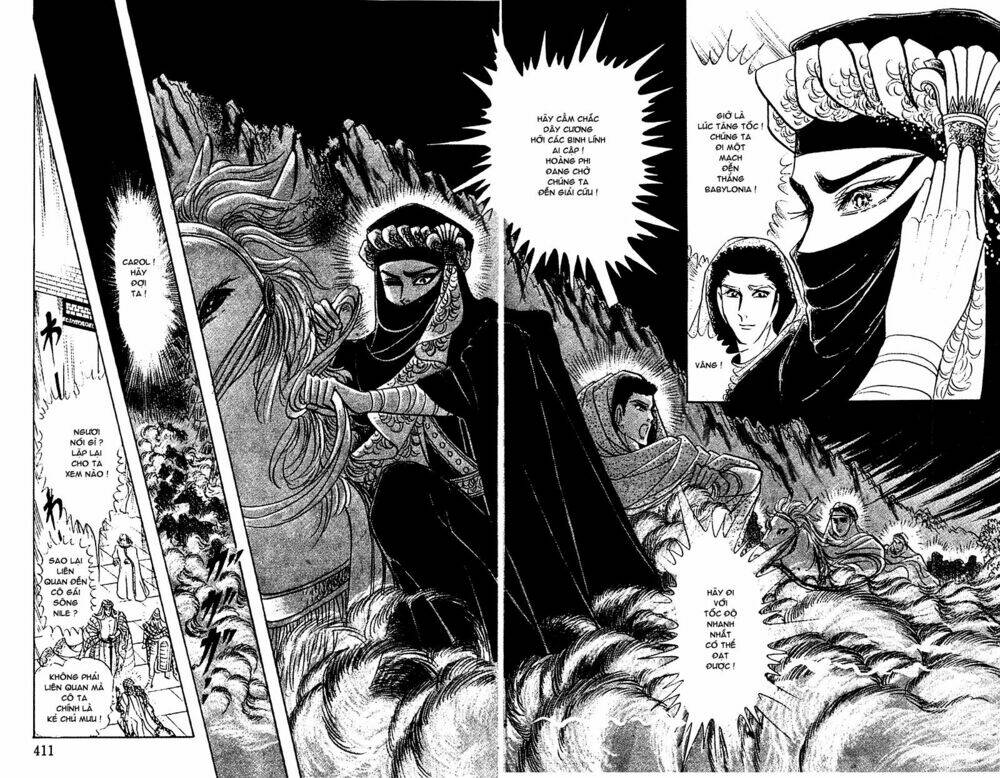 GIỜ LÀ
LÚC TĂNG TỐC !
CHÚNG TA
ĐI MỘT
MẠCH
ĐẾN
THẲNG
BABYLONIA !
VÂNG !
HÃY CẦM CHẮC
DÂY CƯƠNG
HỠI CÁC BINH LÍNH
AI CẬP !
HOÀNG PHI
ĐANG CHỜ
CHÚNG TA
ĐẾN GIẢI CỨU !
HÃY ĐI
VỚI
TỐC ĐỘ
NHANH
NHẤT
CÓ THỂ
ĐẠT
ĐƯỢC !
CAROL !
HÃY
ĐỢI
TA !
NGƯƠI
NÓI GÌ ?
LẶP LẠI
CHO TA
XEM NÀO !
SAO LẠI
LIÊN
QUAN ĐẾN
CÔ GÁI
SÔNG
NILE ?
KHÔNG PHẢI
LIÊN QUAN MÀ
CÔ TA
CHÍNH LÀ
KẺ CHỦ MƯU !
411